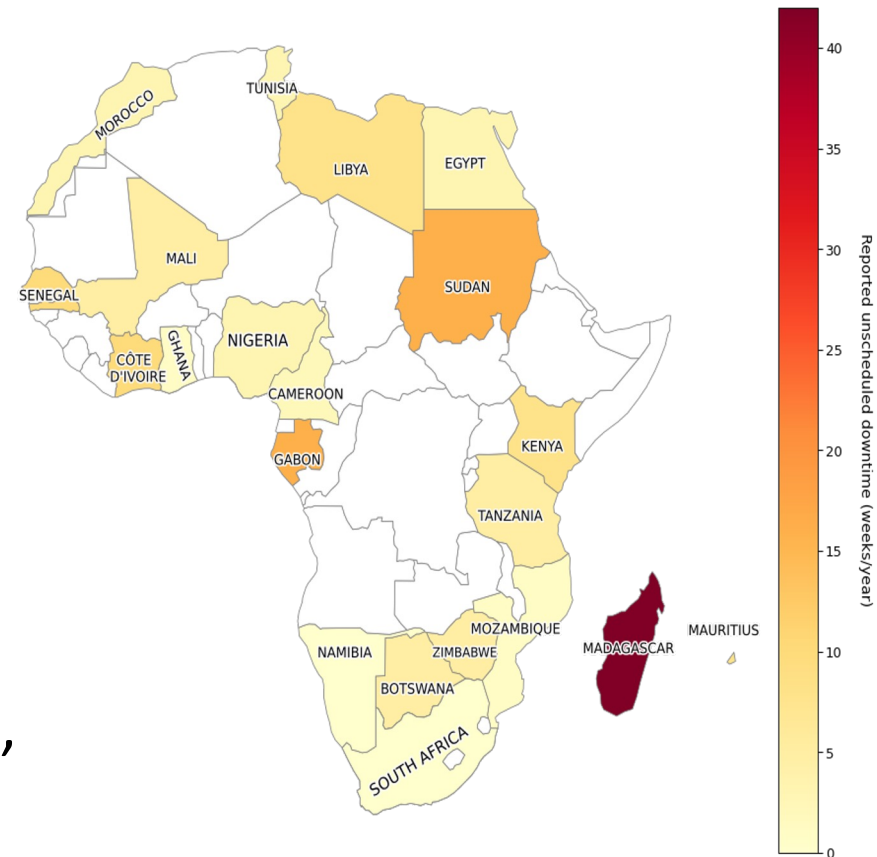 TUNISIA
MOROCCO
LIBYA
EGYPT
MALI
SENEGAL
SUDAN
NIGERIA
GHANA
CÔTE
D'IVOIRE
CAMEROON
GABON
KENYA
TANZANIA
MOZAMBIQUE
MAURITIUS
MADAGASCAR
NAMIBIA
ZIMBABWE
BOTSWANA
SOUTH AFRICA
,
40
35
30
25
20
15
10
5
0
Reported unscheduled downtime (weeks/year)